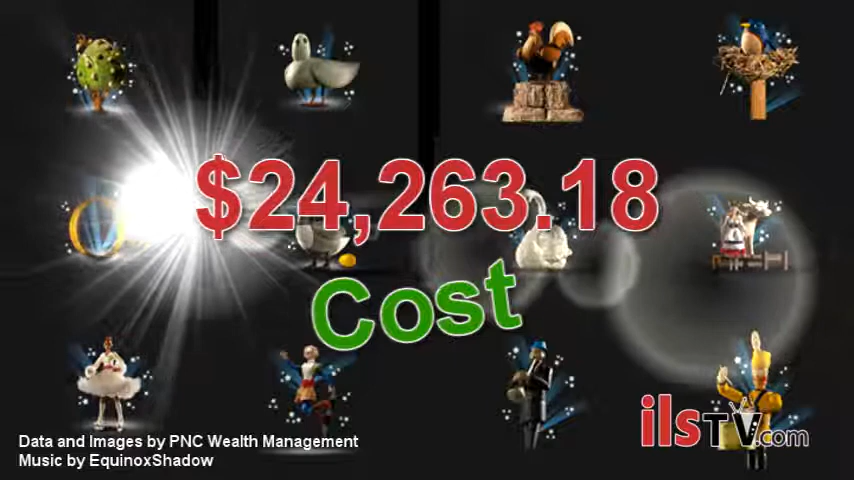 $24,263.18
Cost
ilsTV.com
Data and Images by PNC Wealth Management
Music by EquinoxShadow